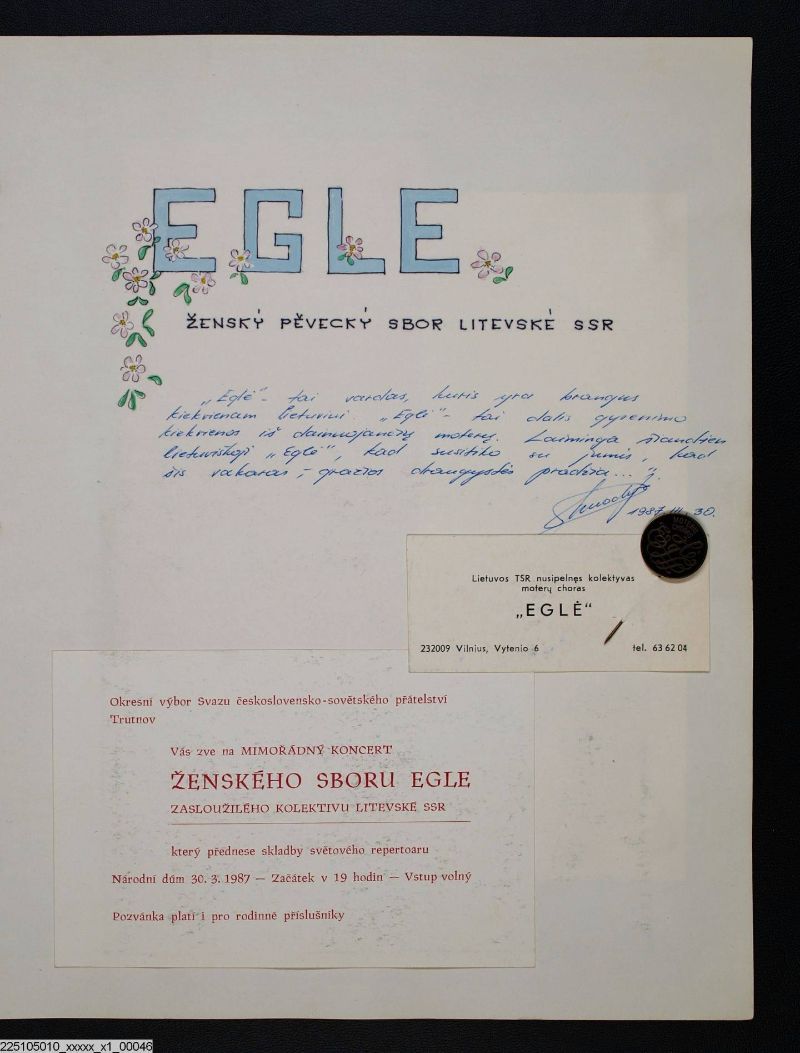 EGLE
ŽENSKÝ PĚVECKÝ SBOR LITEVSKÉ SSR
„Eglė“ - tai vardas, kuris yra brangus
kiekvienam lietuviui. „Eglė“ - tai dalis gyvenimo
kiekvienos iš dainuojančių moterų. Laiminga šiandien
lietuviškoji „Eglė“, kad susitiko su jumis, kad
šis vakaras, - gražios draugystės pradžia...
1987. III. 30.
MOTERŲ
Lietuvos TSR nusipelnęs kolektyvas
moterų choras
„EGLĖ“
232009 Vilnius, Vytenio 6 tel. 63 62 04
Okresní výbor Svazu československo-sovětského přátelství
Trutnov
Vás zve na MIMOŘÁDNÝ KONCERT
ŽENSKÉHO SBORU EGLE
ZASLOUŽILÉHO KOLEKTIVU LITEVSKÉ SSR
který přednese skladby světového repertoaru
Národní dům 30. 3. 1987 — Začátek v 19 hodin — Vstup volný
Pozvánka platí i pro rodinné příslušníky
225105010_xxxxx_x1_00046